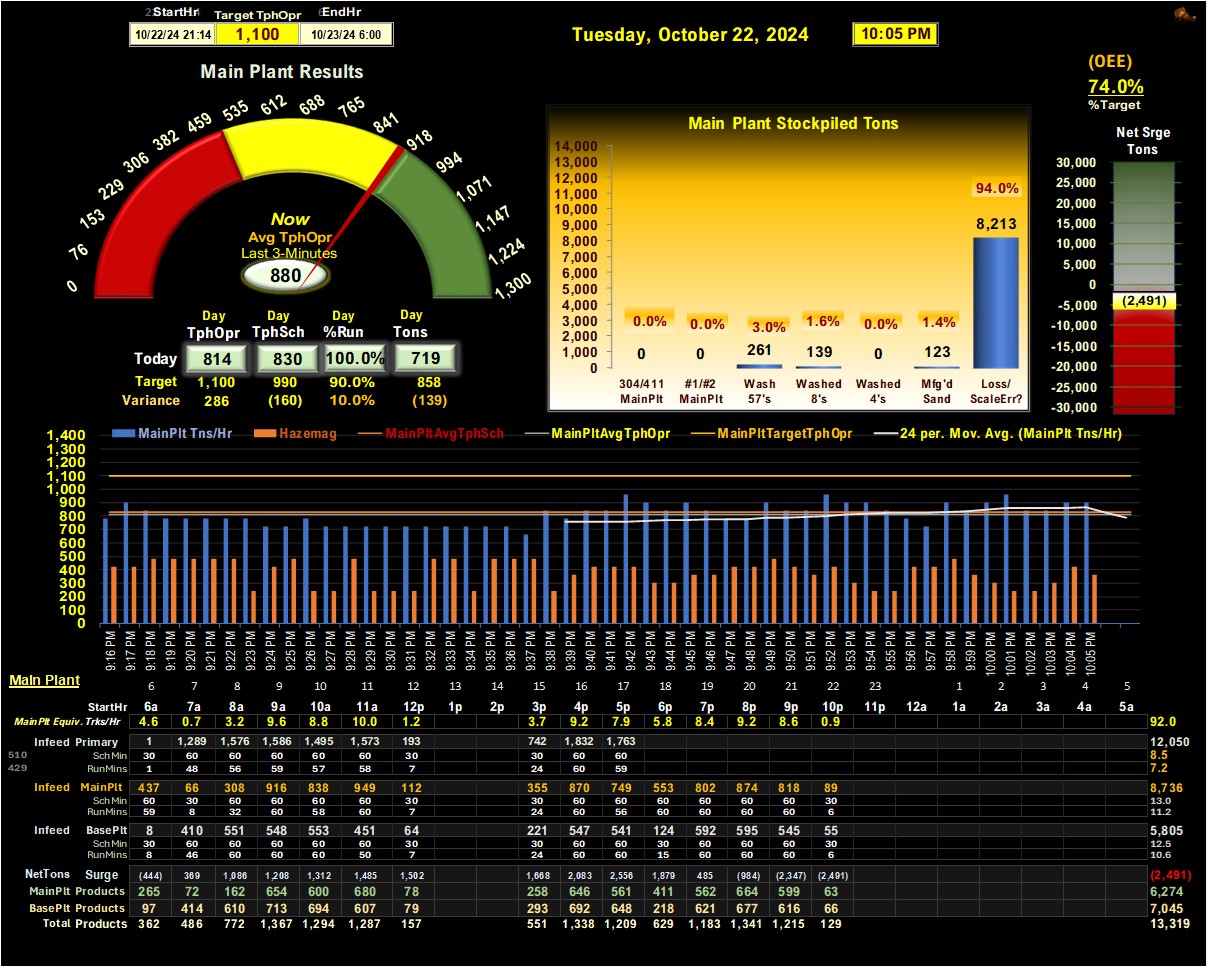 StartHr Target TphOpr EndHr
10/22/24 21:14 1,100 10/23/24 6:00
Tuesday, October 22, 2024 10:05 PM
(OEE)
74.0%
%Target
Main Plant Results
0 76 153 229 306 382 459 535 612 688 765 841 918 994 1,071 1,147 1,224 1,300
Now
Avg TphOpr
Last 3-Minutes
880
Day Day Day Day
TphOpr TphSch %Run Tons
Today 814 830 100.0% 719
Target 1,100 990 90.0% 858
Variance 286 (160) 10.0% (139)
Main Plant Stockpiled Tons
14,000
13,000
12,000
11,000
10,000
9,000
8,000
7,000
6,000
5,000
4,000
3,000
2,000
1,000
0
0.0% 0.0% 3.0% 1.6% 0.0% 1.4% 94.0%
0 0 261 139 0 123 8,213
304/411 #1/#2 Wash Washed Washed Mfg'd Loss/
MainPlt MainPlt 57's 8's 4's Sand ScaleErr?
Net Srge
Tons
30,000
25,000
20,000
15,000
10,000
5,000
0
-5,000
-10,000
-15,000
-20,000
-25,000
-30,000
(2,491)
MainPlt Tns/Hr Hazemag MainPltAvgTphSch MainPltAvgTphOpr MainPltTargetTphOpr 24 per. Mov. Avg. (MainPlt Tns/Hr)
1,400
1,300
1,200
1,100
1,000
900
800
700
600
500
400
300
200
100
0
9:16 PM 9:17 PM 9:18 PM 9:19 PM 9:20 PM 9:21 PM 9:22 PM 9:23 PM 9:24 PM 9:25 PM 9:26 PM 9:27 PM 9:28 PM 9:29 PM 9:30 PM 9:31 PM 9:32 PM 9:33 PM 9:34 PM 9:35 PM 9:36 PM 9:37 PM 9:38 PM 9:39 PM 9:40 PM 9:41 PM 9:42 PM 9:43 PM 9:44 PM 9:45 PM 9:46 PM 9:47 PM 9:48 PM 9:49 PM 9:50 PM 9:51 PM 9:52 PM 9:53 PM 9:54 PM 9:55 PM 9:56 PM 9:57 PM 9:58 PM 9:59 PM 10:00 PM 10:01 PM 10:02 PM 10:03 PM 10:04 PM 10:05 PM
Main Plant
6 7 8 9 10 11 12 13 14 15 16 17 18 19 20 21 22 23 1 2 3 4 5
StartHr 6a 7a 8a 9a 10a 11a 12p 1p 2p 3p 4p 5p 6p 7p 8p 9p 10p 11p 12a 1a 2a 3a 4a 5a
MainPlt Equiv. Trks/Hr 4.6 0.7 3.2 9.6 8.8 10.0 1.2 3.7 9.2 7.9 5.8 8.4 9.2 8.6 0.9 92.0
Infeed Primary 1 1,289 1,576 1,586 1,495 1,573 193 742 1,832 1,763 12,050
510 Sch Min 30 60 60 60 60 60 30 30 60 60 8.5
429 RunMins 1 48 56 59 57 58 7 24 60 59 7.2
Infeed MainPlt 437 66 308 916 838 949 112 355 870 749 553 802 874 818 89 8,736
Sch Min 60 30 60 60 60 60 30 30 60 60 60 60 60 60 30 13.0
RunMins 59 8 32 60 58 60 7 24 60 56 60 60 60 60 6 11.2
Infeed BasePlt 8 410 551 548 553 451 64 221 547 541 124 592 595 545 55 5,805
Sch Min 30 60 60 60 60 60 30 30 60 60 30 60 60 60 30 12.5
RunMins 8 46 60 60 60 50 7 24 60 60 15 60 60 60 6 10.6
NetTons Surge (444) 369 1,086 1,208 1,312 1,485 1,502 1,668 2,083 2,556 1,879 485 (984) (2,347) (2,491) (2,491)
MainPlt Products 265 72 162 654 600 680 78 258 646 561 411 562 664 599 63 6,274
BasePlt Products 97 414 610 713 694 607 79 293 692 648 218 621 677 616 66 7,045
Total Products 362 486 772 1,367 1,294 1,287 157 551 1,338 1,209 629 1,183 1,341 1,215 129 13,319